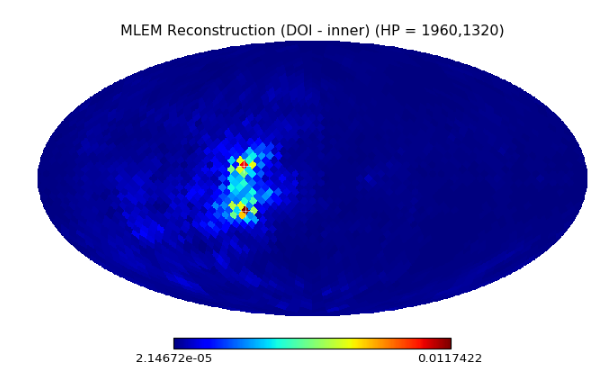 MLEM Reconstruction (DOI - inner) (HP = 1960,1320)
2.14672e-05 0.0117422